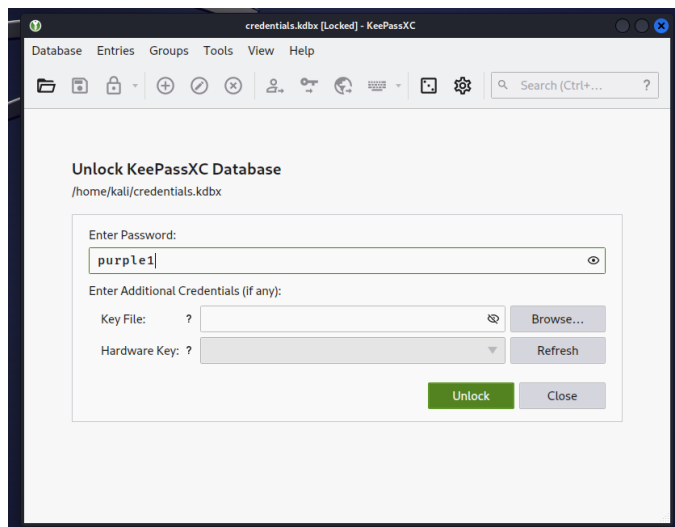 credentials.kdbx [Locked] - KeePassXC
Database Entries Groups Tools View Help
Search (Ctrl+... ?
Unlock KeePassXC Database
/home/kali/credentials.kdbx
Enter Password:
purple1
Enter Additional Credentials (if any):
Key File: ? Browse...
Hardware Key: ? Refresh
Unlock Close